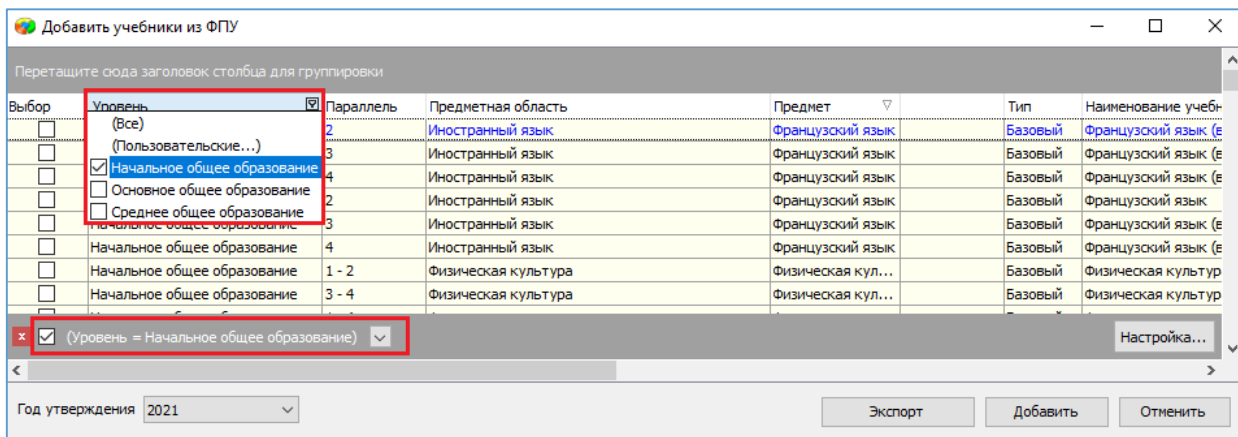 Добавить учебники из ФПУ
Перетащите сюда заголовок столбца для группировки
Выбор Уровень Параллель Предметная область Предмет Тип Наименование учебн
(Все)
(Пользовательские...)
Начальное общее образование
Основное общее образование
Среднее общее образование
2 Иностранный язык Французский язык Базовый Французский язык (в
3 Иностранный язык Французский язык Базовый Французский язык (в
4 Иностранный язык Французский язык Базовый Французский язык (в
2 Иностранный язык Французский язык Базовый Французский язык
Начальное общее образование 3 Иностранный язык Французский язык Базовый Французский язык (в
Начальное общее образование 4 Иностранный язык Французский язык Базовый Французский язык (в
Начальное общее образование 1 - 2 Физическая культура Физическая кул... Базовый Физическая культур
Начальное общее образование 3 - 4 Физическая культура Физическая кул... Базовый Физическая культур
x (Уровень = Начальное общее образование) Настройка...
Год утверждения 2021 Экспорт Добавить Отменить